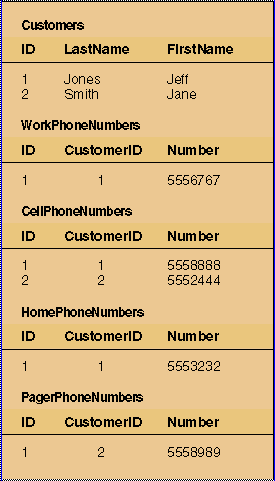 Customers
ID LastName FirstName
1 Jones Jeff
2 Smith Jane
WorkPhoneNumbers
ID CustomerID Number
1 1 5556767
CellPhoneNumbers
ID CustomerID Number
1 1 5558888
2 2 5552444
HomePhoneNumbers
ID CustomerID Number
1 1 5553232
PagerPhoneNumbers
ID CustomerID Number
1 2 5558989